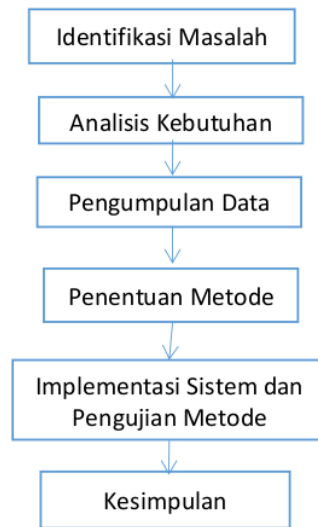 Identifikasi Masalah
Analisis Kebutuhan
Pengumpulan Data
Penentuan Metode
Implementasi Sistem dan
Pengujian Metode
Kesimpulan